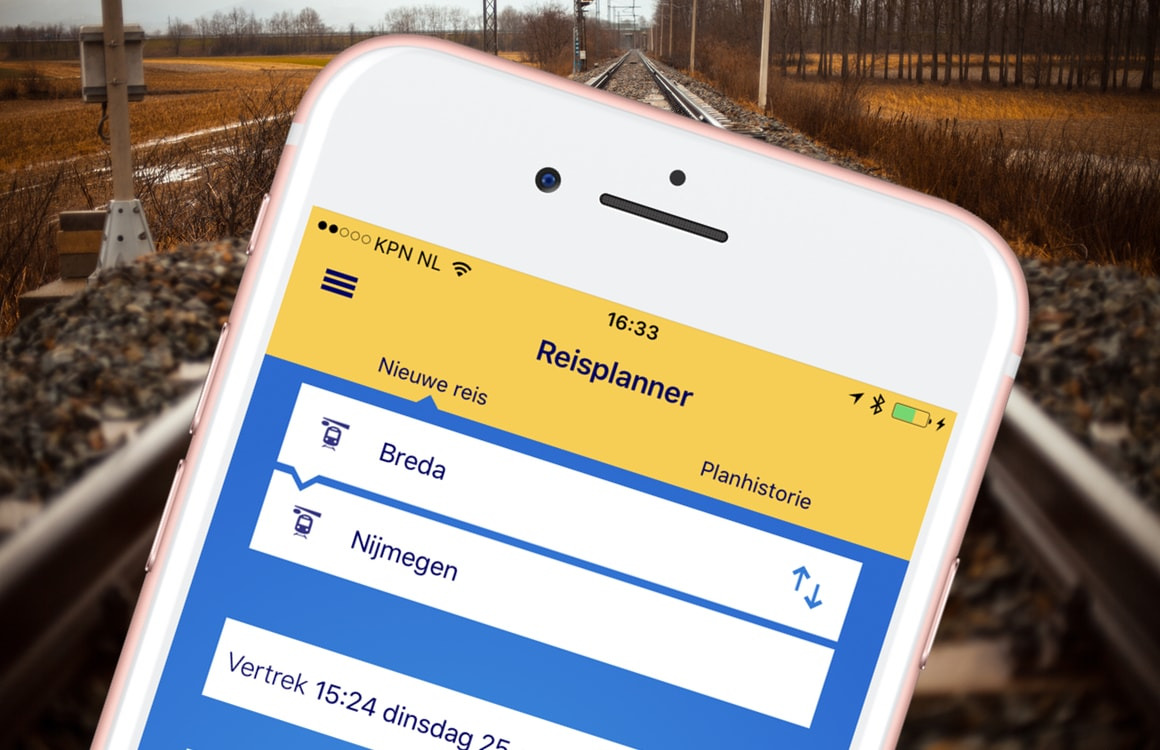 KPN NL
16:33
Reisplanner
Nieuwe reis
Planhistorie
Breda
Nijmegen
Vertrek 15:24 dinsdag 25